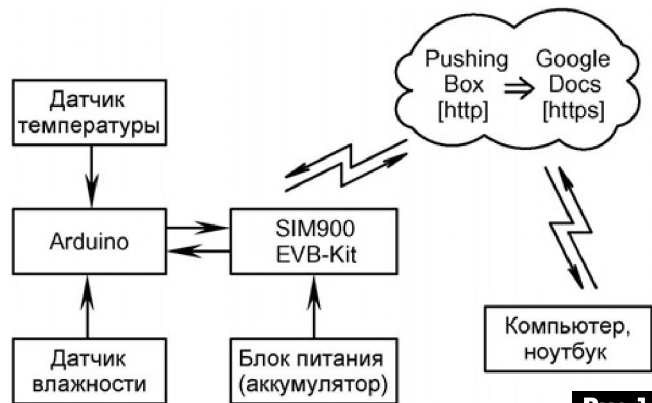 Датчик
температуры
Arduino
Датчик
влажности
SIM900
EVB-Kit
Блок питания
(аккумулятор)
Pushing
Box
[http]
⇒
Google
Docs
[https]
Компьютер,
ноутбук